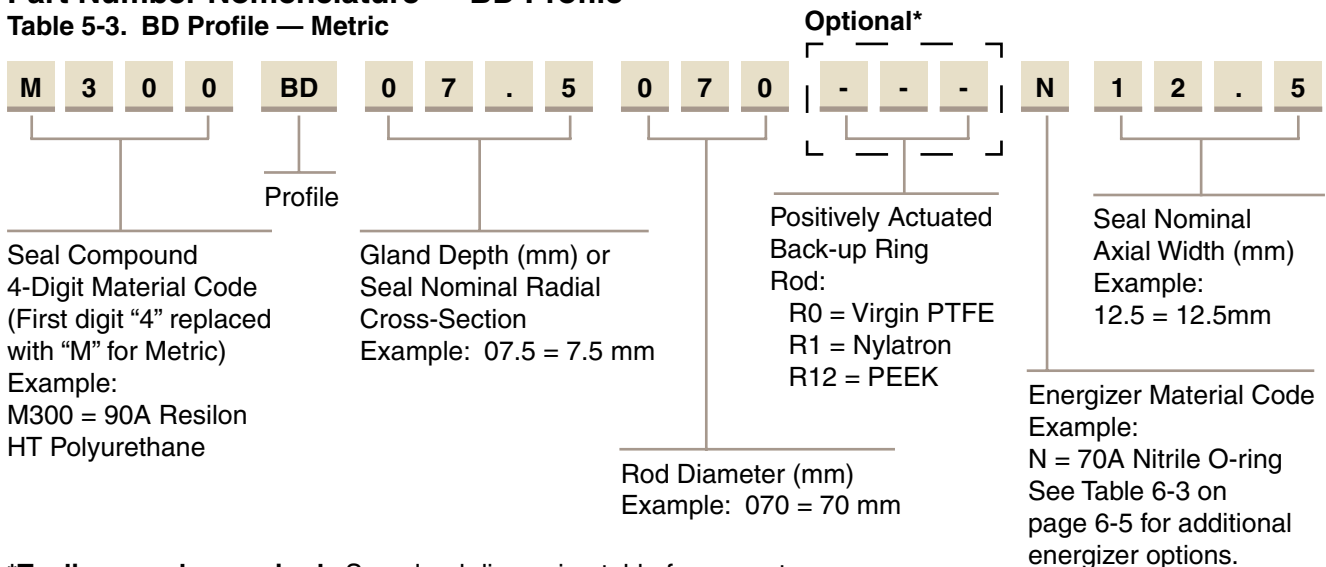 Table 5-3. BD Profile — Metric
Optional*
M 3 0 0 BD 0 7 . 5 0 7 0 - - - N 1 2 . 5
Profile
Seal Compound
4-Digit Material Code
(First digit “4” replaced
with “M” for Metric)
Example:
M300 = 90A Resilon
HT Polyurethane
Gland Depth (mm) or
Seal Nominal Radial
Cross-Section
Example: 07.5 = 7.5 mm
Rod Diameter (mm)
Example: 070 = 70 mm
Positively Actuated
Back-up Ring
Rod:
R0 = Virgin PTFE
R1 = Nylatron
R12 = PEEK
Energizer Material Code
Example:
N = 70A Nitrile O-ring
See Table 6-3 on
page 6-5 for additional
energizer options.
Seal Nominal
Axial Width (mm)
Example:
12.5 = 12.5mm